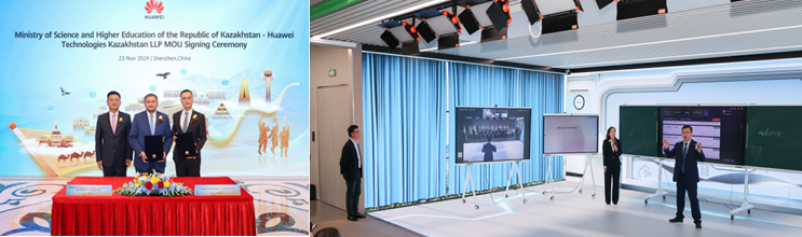 HUAWEI
Ministry of Science and Higher Education of the Republic of Kazakhstan - Huawei
Technologies Kazakhstan LLP MOU Signing Ceremony
23 Nov 2024 | Shenzhen,China